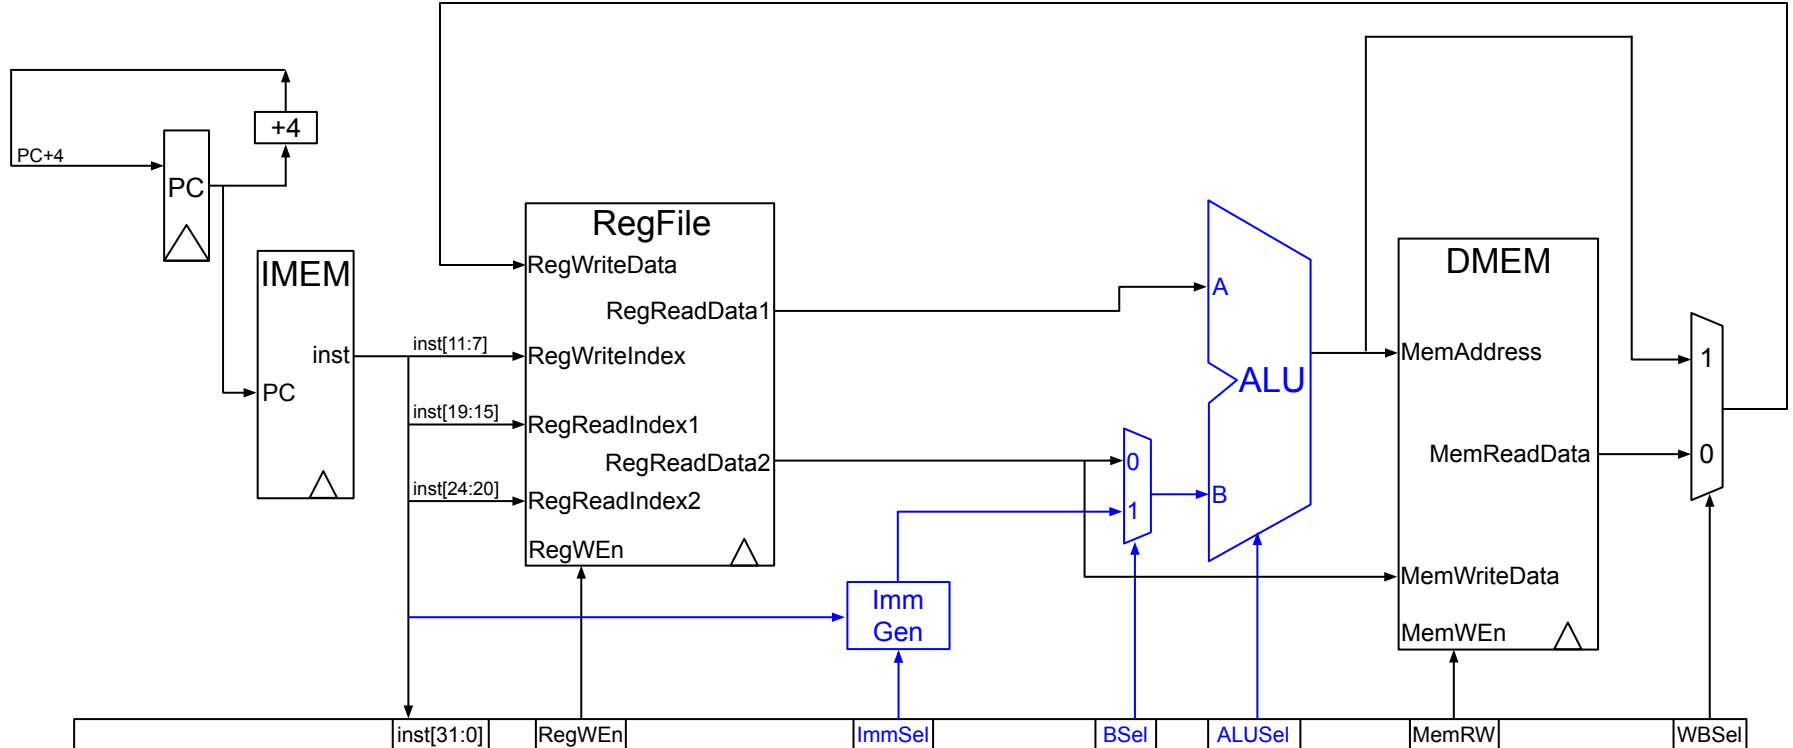 +4
PC+4
PC
RegFile
IMEM
DMEM
RegWriteData
A
RegReadData1
inst
inst[11:7]
RegWriteIndex
MemAddress
1
ALU
PC
inst[19:15]
RegReadIndex1
RegReadData2
0
MemReadData
0
inst[24:20]
RegReadIndex2
1
B
RegWEn
MemWriteData
Imm
Gen
MemWEn
inst[31:0]
RegWEn
ImmSel
BSel
ALUSel
MemRW
WBSel